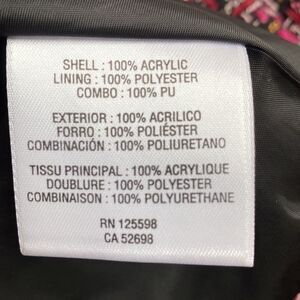 SHELL : 100% ACRYLIC
LINING : 100% POLYESTER
COMBO : 100% PU
EXTERIOR : 100% ACRILICO
FORRO : 100% POLIÉSTER
COMBINACIÓN : 100% POLIURETANO
TISSU PRINCIPAL : 100% ACRYLIQUE
DOUBLURE : 100% POLYESTER
COMBINAISON : 100% POLYURETHANE
RN 125598
CA 52698